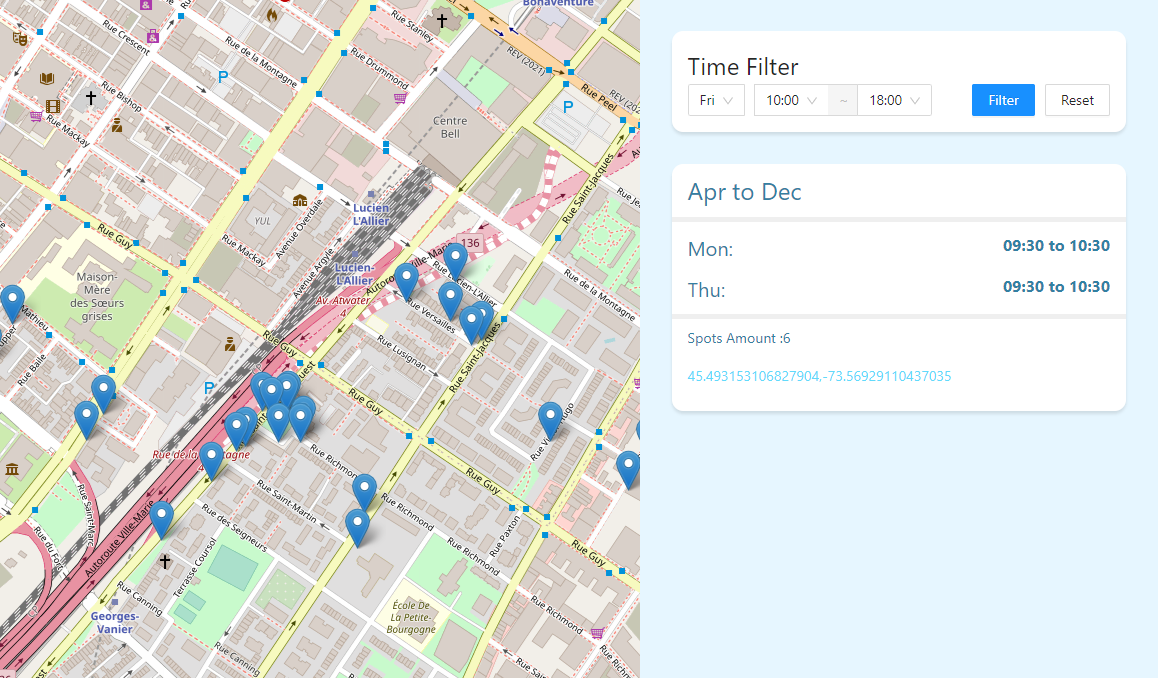 Bonaventure
Rue Stanley
Rue Crescent
Rue de la Montagne
Rue Drummond
REV (2021)
Rue Peel
REV (202
P
P
Rue Bishop
Rue Mackay
Centre
Bell
Rue Saint-Jacques
Rue Je
YUL
Lucien
L'Allier
Avenue Overdale
Rue Mackay
Avenue Argyle
136
Autoroute Ville-Marie
Rue Guy
Lucien-
L'Allier
Rue Lucien-L'Allier
Rue de la Montagne
Maison-
Mère
des Sœurs
grises
Av. Atwater
4
Rue Versailles
Mathieu
Rue Baile
Rue Guy
Rue Lusignan
Rue Saint-Jacques
P
Rue Guy
Rue de la Montagne
Rue Richmond
Rue Saint-Martin
Rue Richmond
Rue Guy
Rue Saint-Marc
Rue des Seigneurs
Rue Paxton
Rue du Fort
Autoroute Ville-Marie
Terrasse Coursol
Rue Richmond
Rue Guy
Rue Canning
Georges-
Vanier
École De
La Petite-
Bourgogne
Rue Richmond
Rue Canning
Time Filter
Fri
10:00
~
18:00
Filter
Reset
Apr to Dec
Mon:
09:30 to 10:30
Thu:
09:30 to 10:30
Spots Amount :6
45.493153106827904,-73.56929110437035